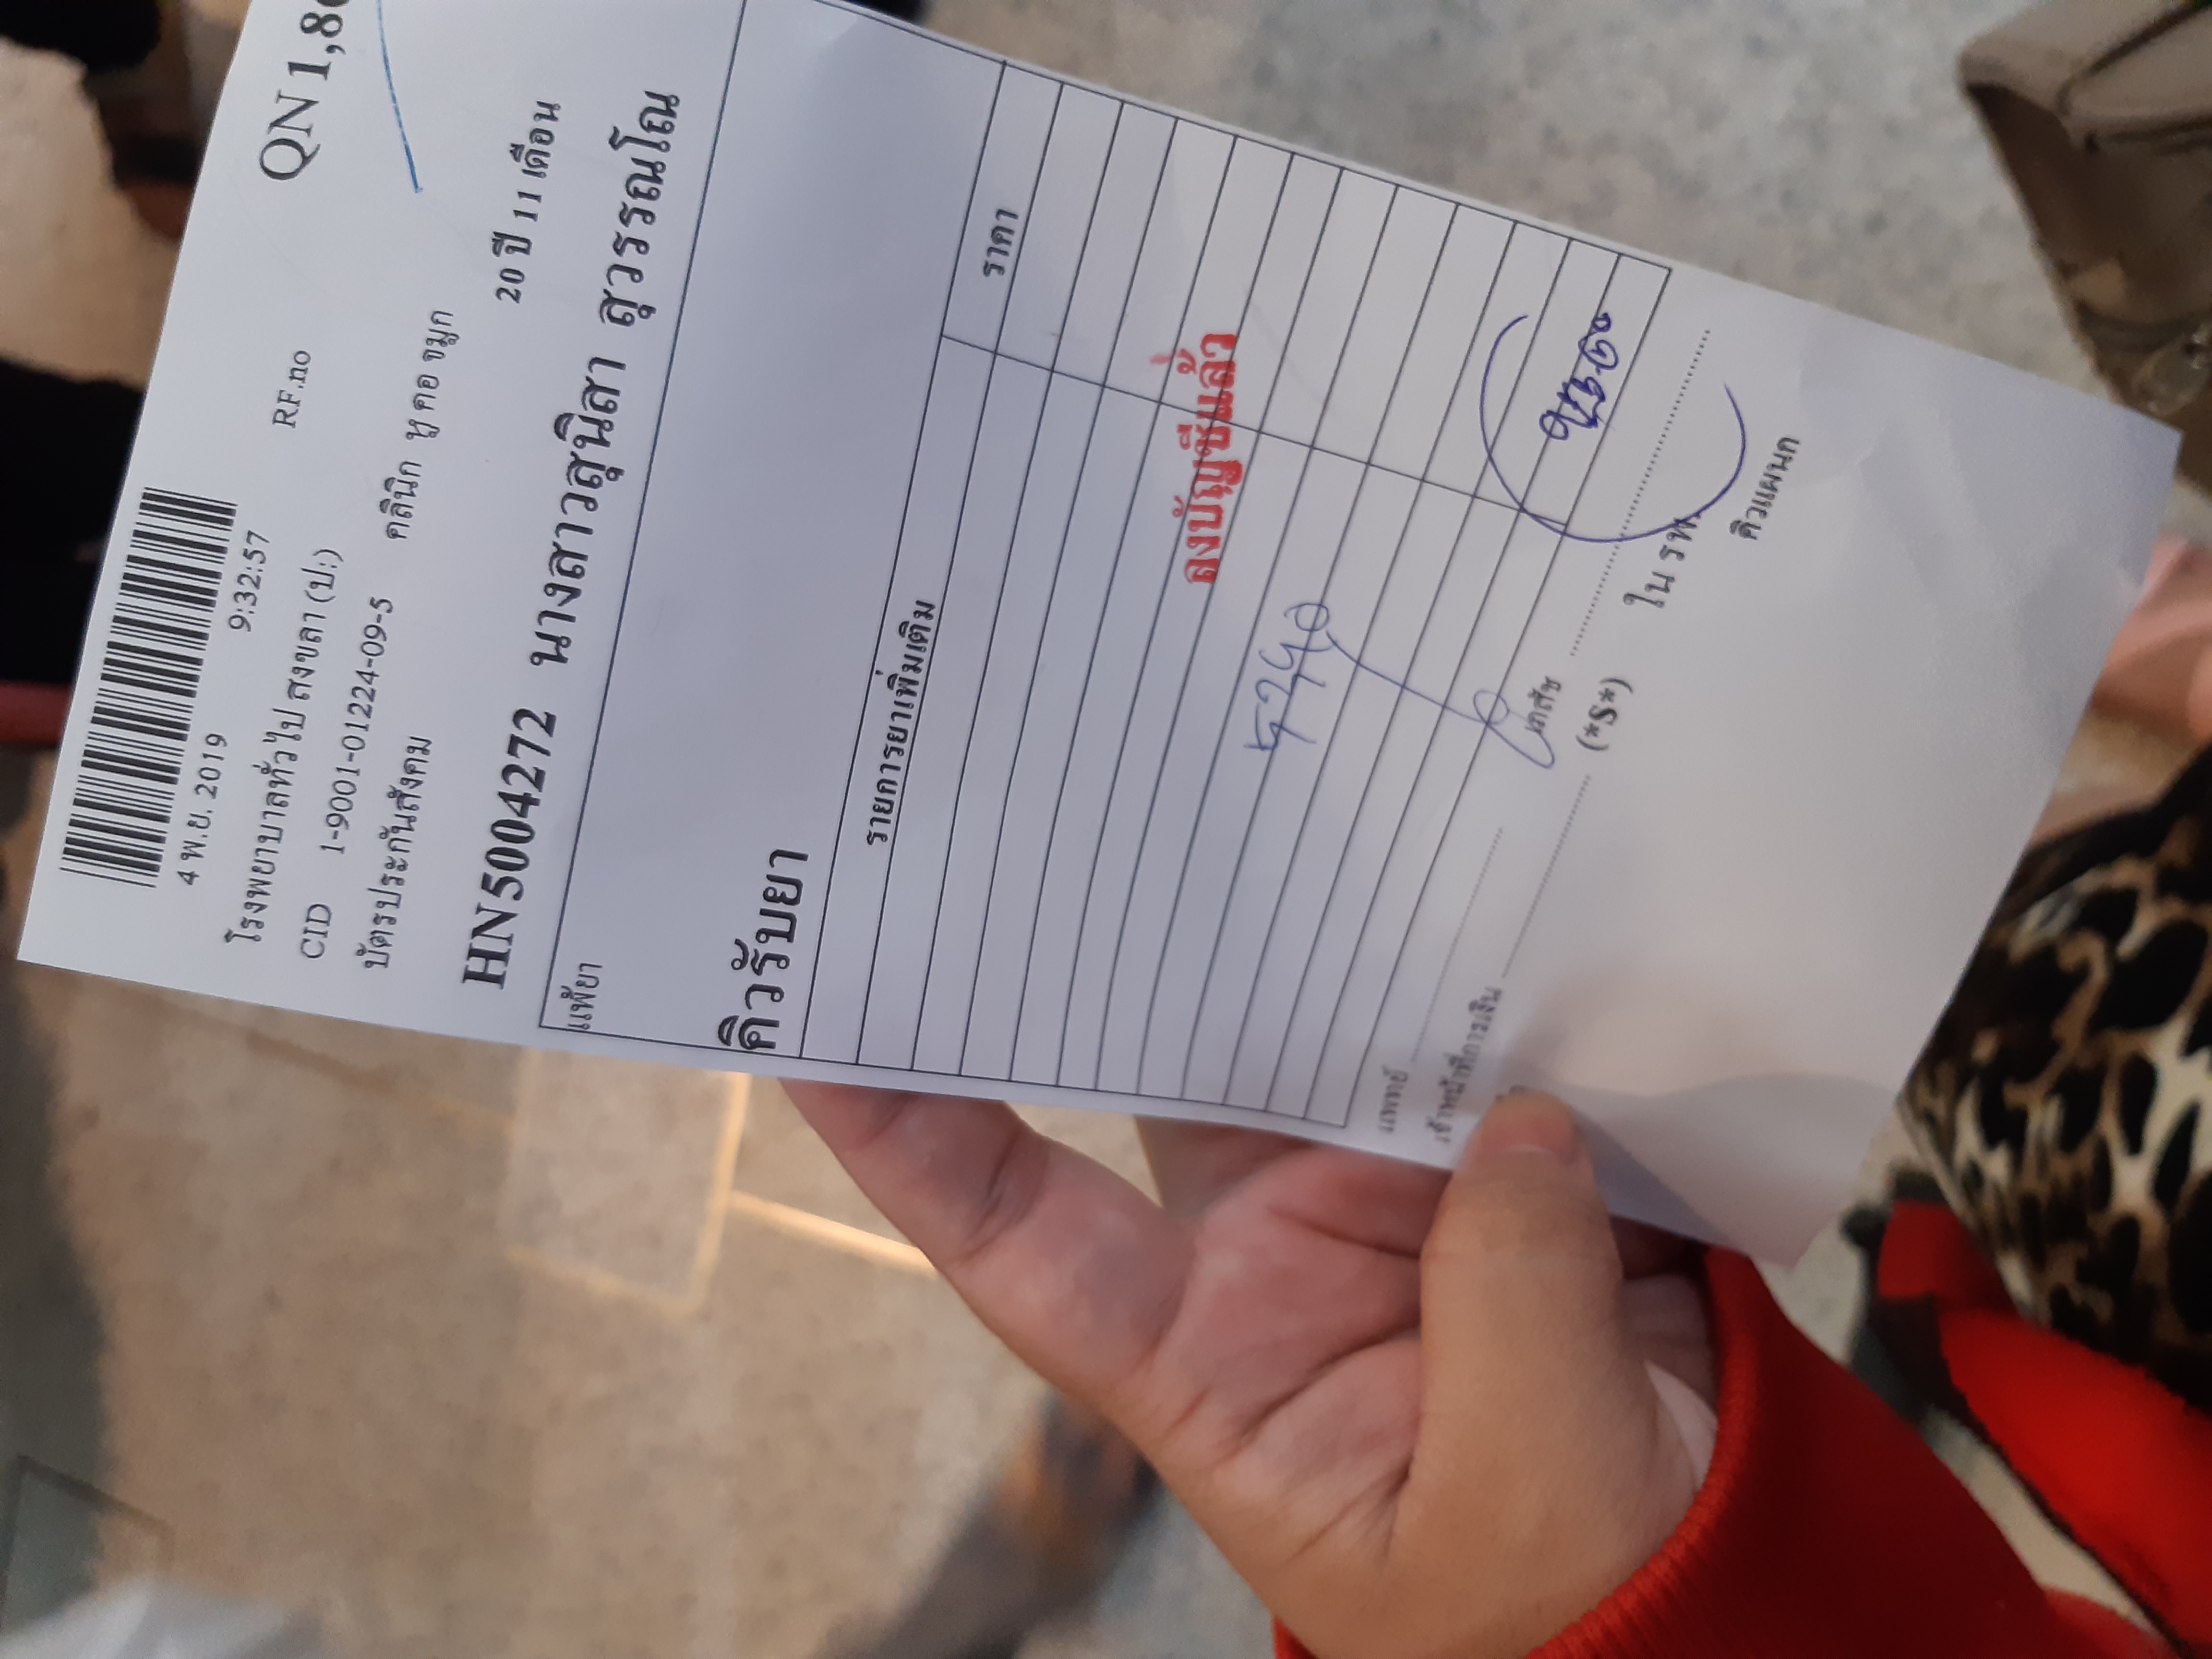 4 พ.ย. 2019 9:32:57 RF.no QN 1,8
โรงพยาบาลทั่วไป สงขลา (ป:)
CID 1-9001-01224-09-5 คลินิก หู คอ จมูก
บัตรประกันสังคม 20 ปี 11 เดือน
HN5004272 นางสาวสุนิสา สุวรรณโณ
แพ้ยา
คิวรับยา
รายการยาเพิ่มเติม ราคา
ลงบัญชีแล้ว
แพทย์ เภสัช
เจ้าหน้าที่การเงิน (*S*) ใน รพ.
คิวแผนก